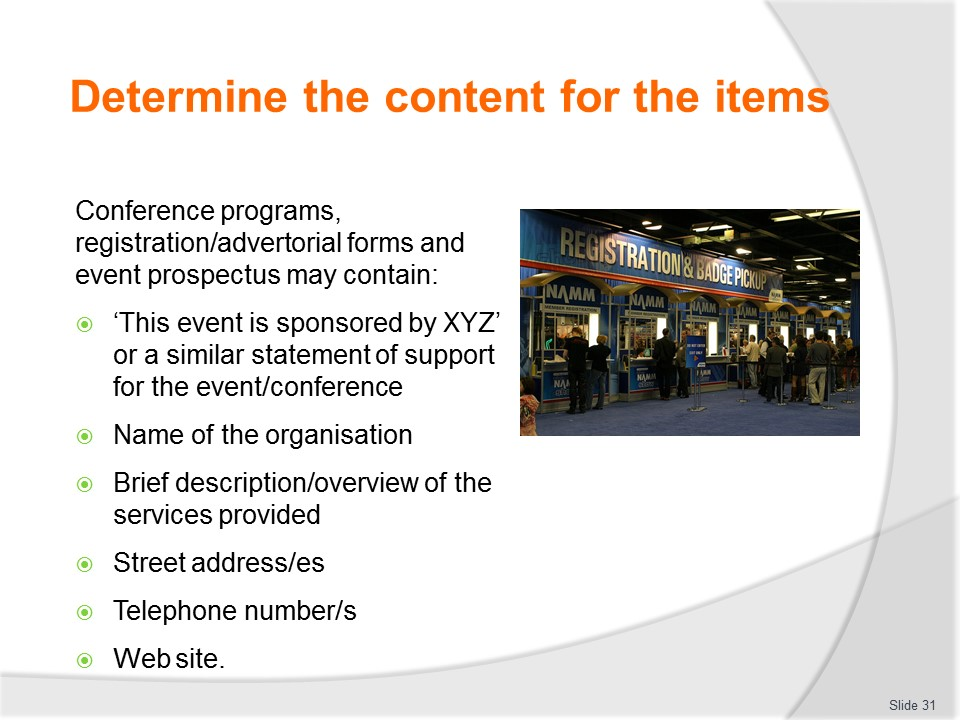 Determine the content for the items
Conference programs,
registration/advertorial forms and
event prospectus may contain:
‘This event is sponsored by XYZ’
or a similar statement of support
for the event/conference
Name of the organisation
Brief description/overview of the
services provided
Street address/es
Telephone number/s
Web site.
REGISTRATION & BADGE PICKUP
NAMM
NAMM
NAMM
NAMM
NAMM
NAMM
Slide 31